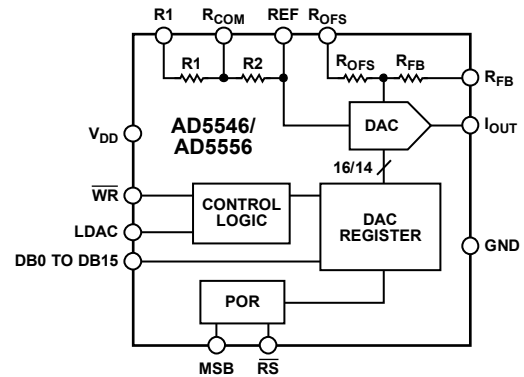 R1 RCOM REF ROFS
R1 R2 ROFS RFB
RFB
VDD
AD5546/
AD5556
DAC
IOUT
16/14
WR
LDAC
DB0 TO DB15
CONTROL
LOGIC
DAC
REGISTER
GND
POR
MSB RS